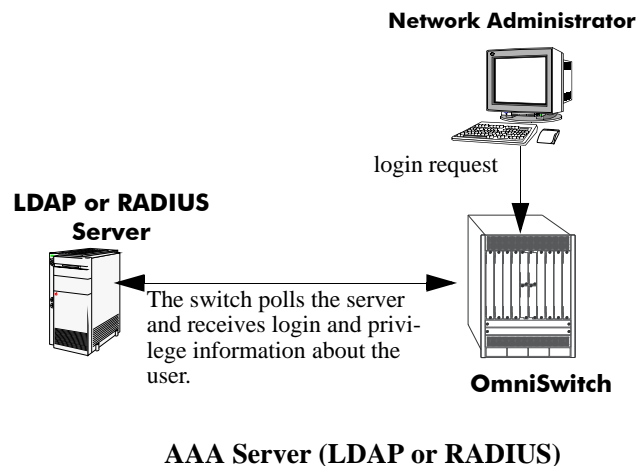 Network Administrator
login request
LDAP or RADIUS
Server
The switch polls the server
and receives login and privi-
lege information about the
user.
OmniSwitch
AAA Server (LDAP or RADIUS)